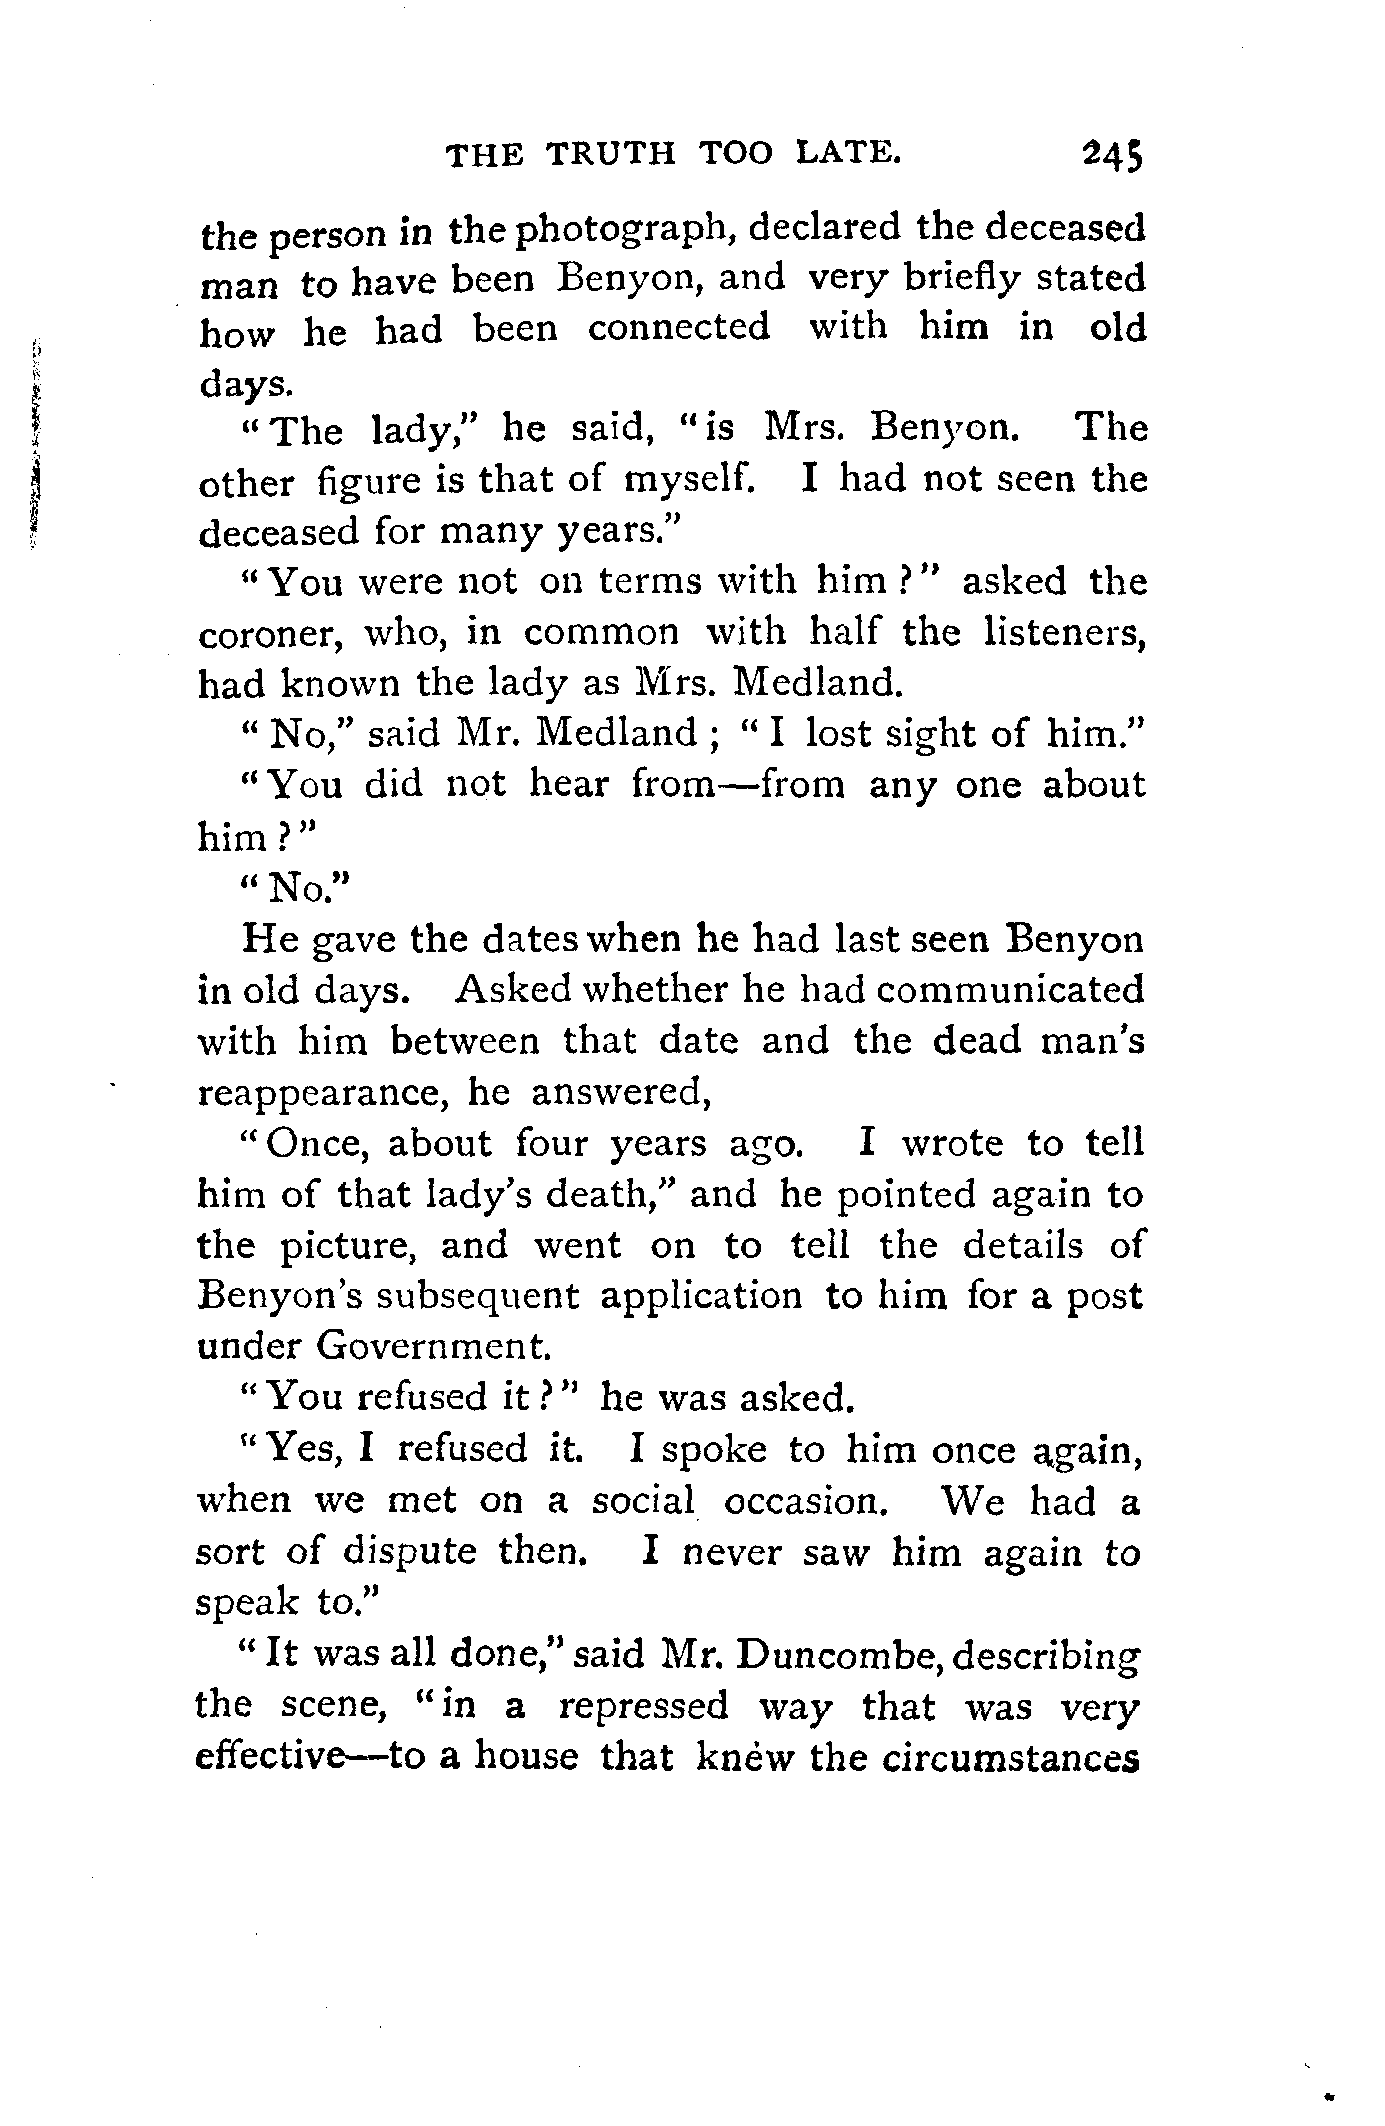 THE TRUTH TOO LATE. 245
the person in the photograph, declared the deceased
man to have been Benyon, and very briefly stated
how he had been connected with him in old
days.
“The lady,” he said, “is Mrs. Benyon. The
other figure is that of myself. I had not seen the
deceased for many years.”
“You were not on terms with him?” asked the
coroner, who, in common with half the listeners,
had known the lady as Mrs. Medland.
“No,” said Mr. Medland; “I lost sight of him.”
“You did not hear from—from any one about
him?”
“No.”
He gave the dates when he had last seen Benyon
in old days. Asked whether he had communicated
with him between that date and the dead man's
reappearance, he answered,
“Once, about four years ago. I wrote to tell
him of that lady's death,” and he pointed again to
the picture, and went on to tell the details of
Benyon's subsequent application to him for a post
under Government.
“You refused it?” he was asked.
“Yes, I refused it. I spoke to him once again,
when we met on a social occasion. We had a
sort of dispute then. I never saw him again to
speak to.”
“It was all done,” said Mr. Duncombe, describing
the scene, “in a repressed way that was very
effective—to a house that knew the circumstances